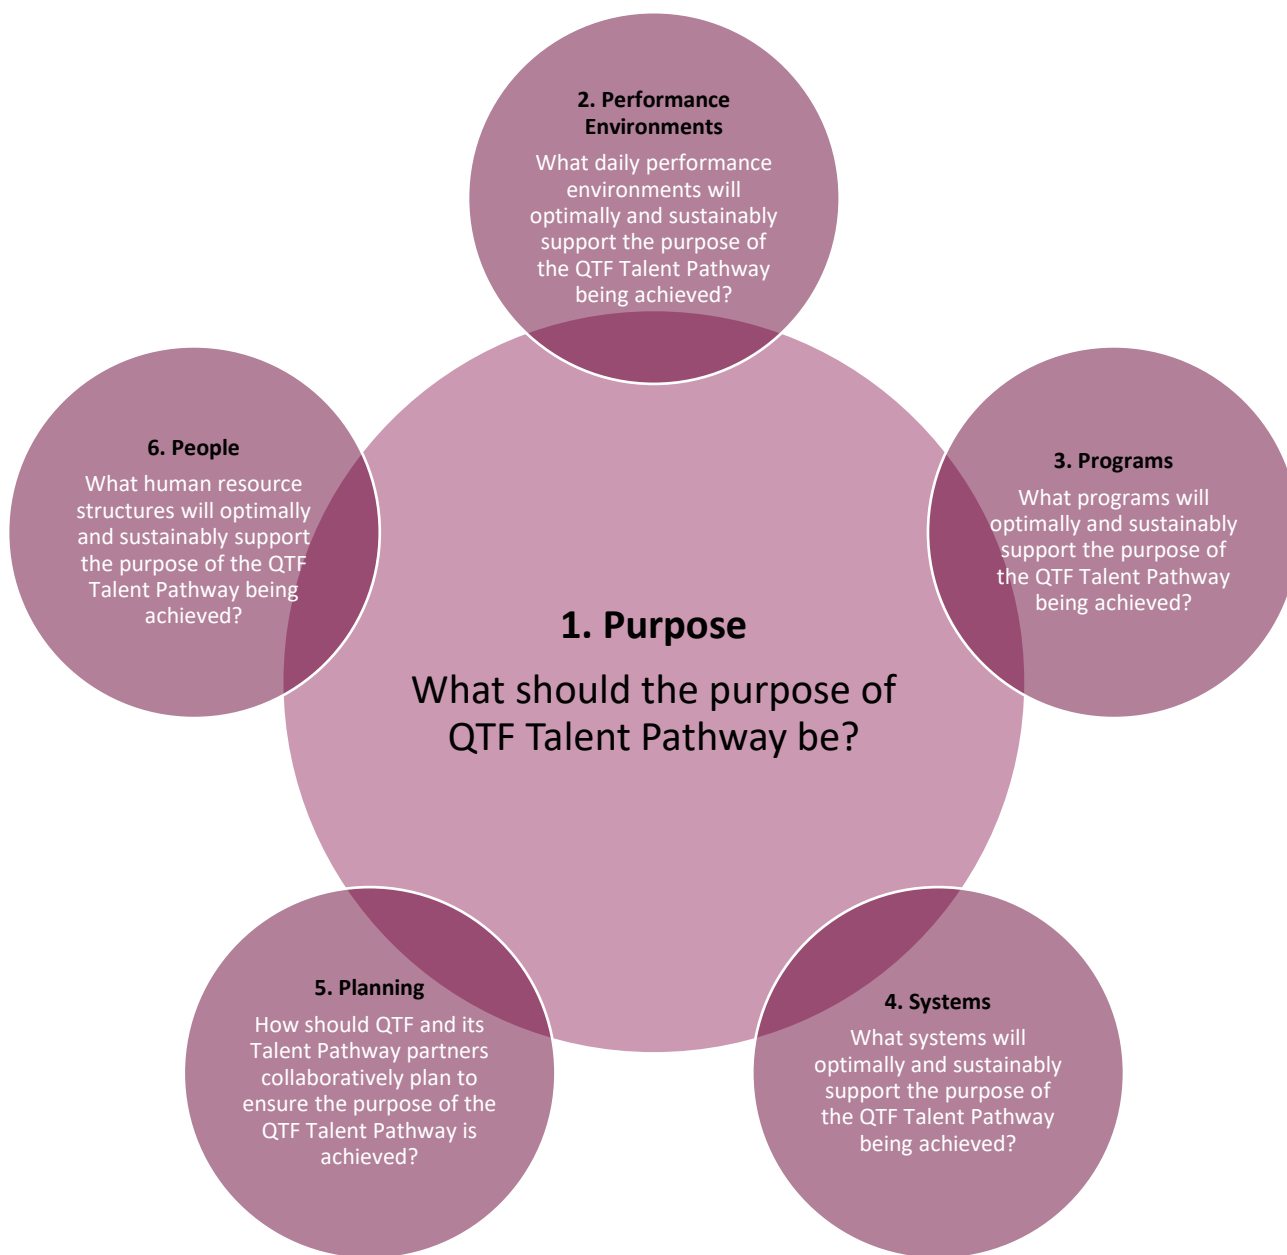 2. Performance
Environments
What daily performance
environments will
optimally and sustainably
support the purpose of
the QTF Talent Pathway
being achieved?
6. People
What human resource
structures will optimally
and sustainably support
the purpose of the QTF
Talent Pathway being
achieved?
3. Programs
What programs will
optimally and sustainably
support the purpose of
the QTF Talent Pathway
being achieved?
1. Purpose
What should the purpose of
QTF Talent Pathway be?
5. Planning
How should QTF and its
Talent Pathway partners
collaboratively plan to
ensure the purpose of the
QTF Talent Pathway is
achieved?
4. Systems
What systems will
optimally and sustainably
support the purpose of
the QTF Talent Pathway
being achieved?